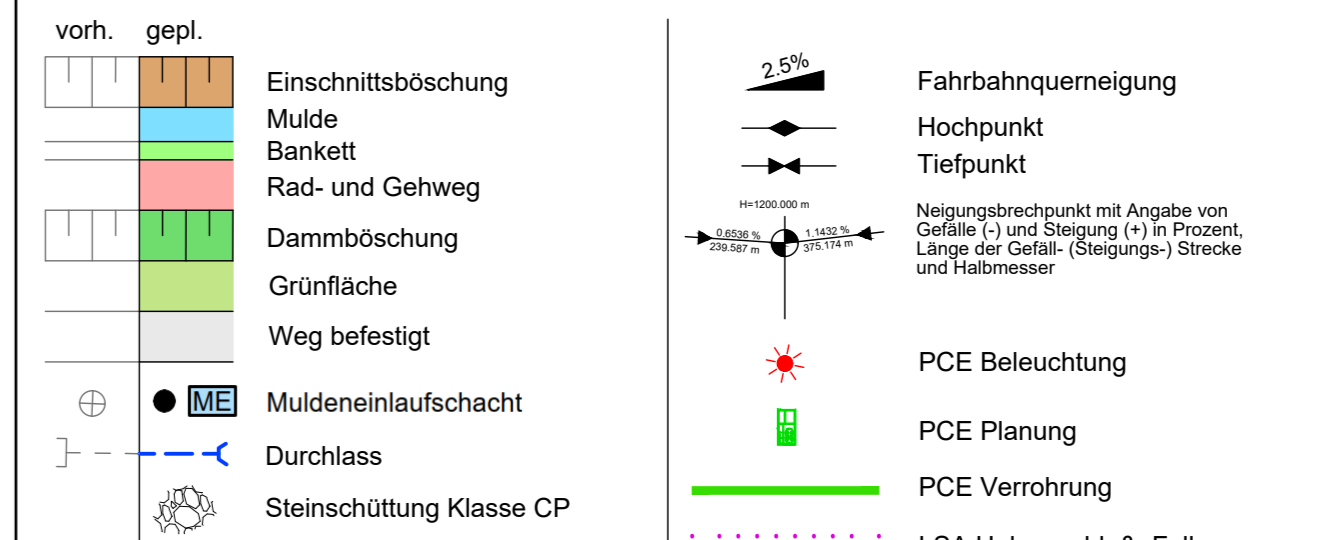 vorh. gepl.
Einschnittsböschung
Mulde
Bankett
Rad- und Gehweg
Dammböschung
Grünfläche
Weg befestigt
ME Muldeneinlaufschacht
Durchlass
Steinschüttung Klasse CP
2.5% Fahrbahnquerneigung
Hochpunkt
Tiefpunkt
H=1200.000 m
0.6536 % 1.1432 %
239.587 m 375.174 m
Neigungsbrechpunkt mit Angabe von
Gefälle (-) und Steigung (+) in Prozent,
Länge der Gefäll- (Steigungs-) Strecke
und Halbmesser
PCE Beleuchtung
PCE Planung
PCE Verrohrung